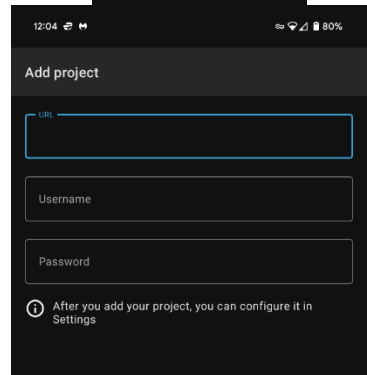 12:04 80%
Add project
URL
Username
Password
After you add your project, you can configure it in
Settings